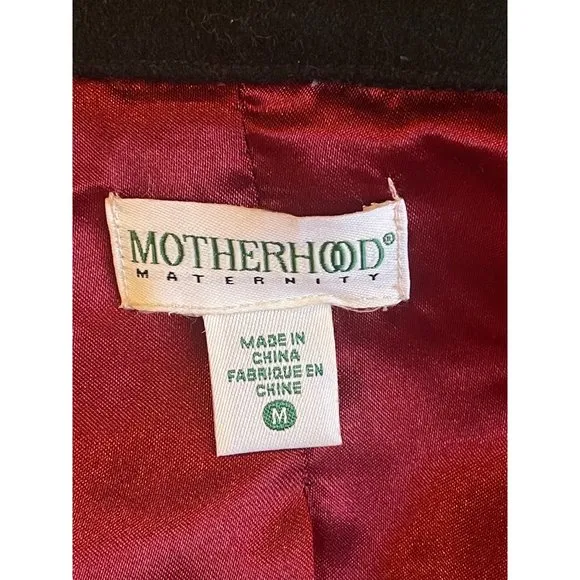 MOTHERHOOD®
MATERNITY
MADE IN
CHINA
FABRIQUE EN
CHINE
M